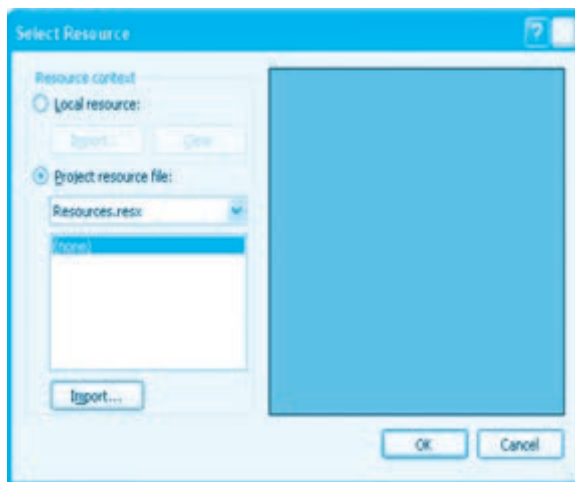 Select Resource
?
Resource context
Local resource:
Import... Clear
Project resource file:
Resources.resx
(none)
Import...
OK Cancel